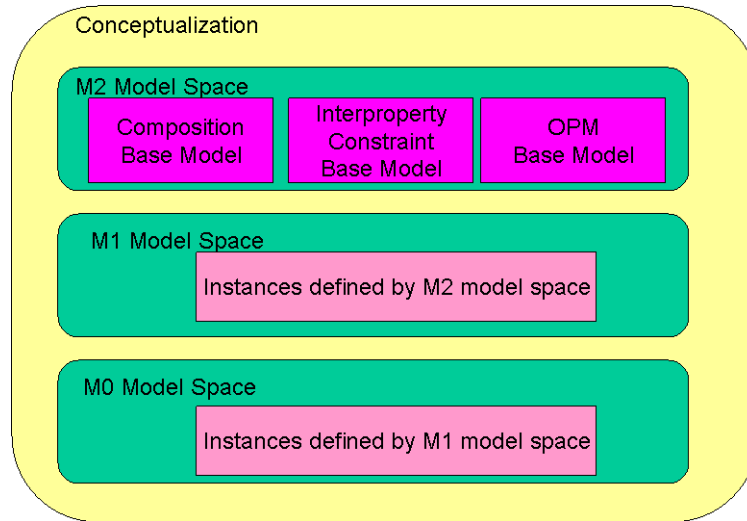 Conceptualization
M2 Model Space
Composition
Base Model
Interproperty
Constraint
Base Model
OPM
Base Model
M1 Model Space
Instances defined by M2 model space
M0 Model Space
Instances defined by M1 model space